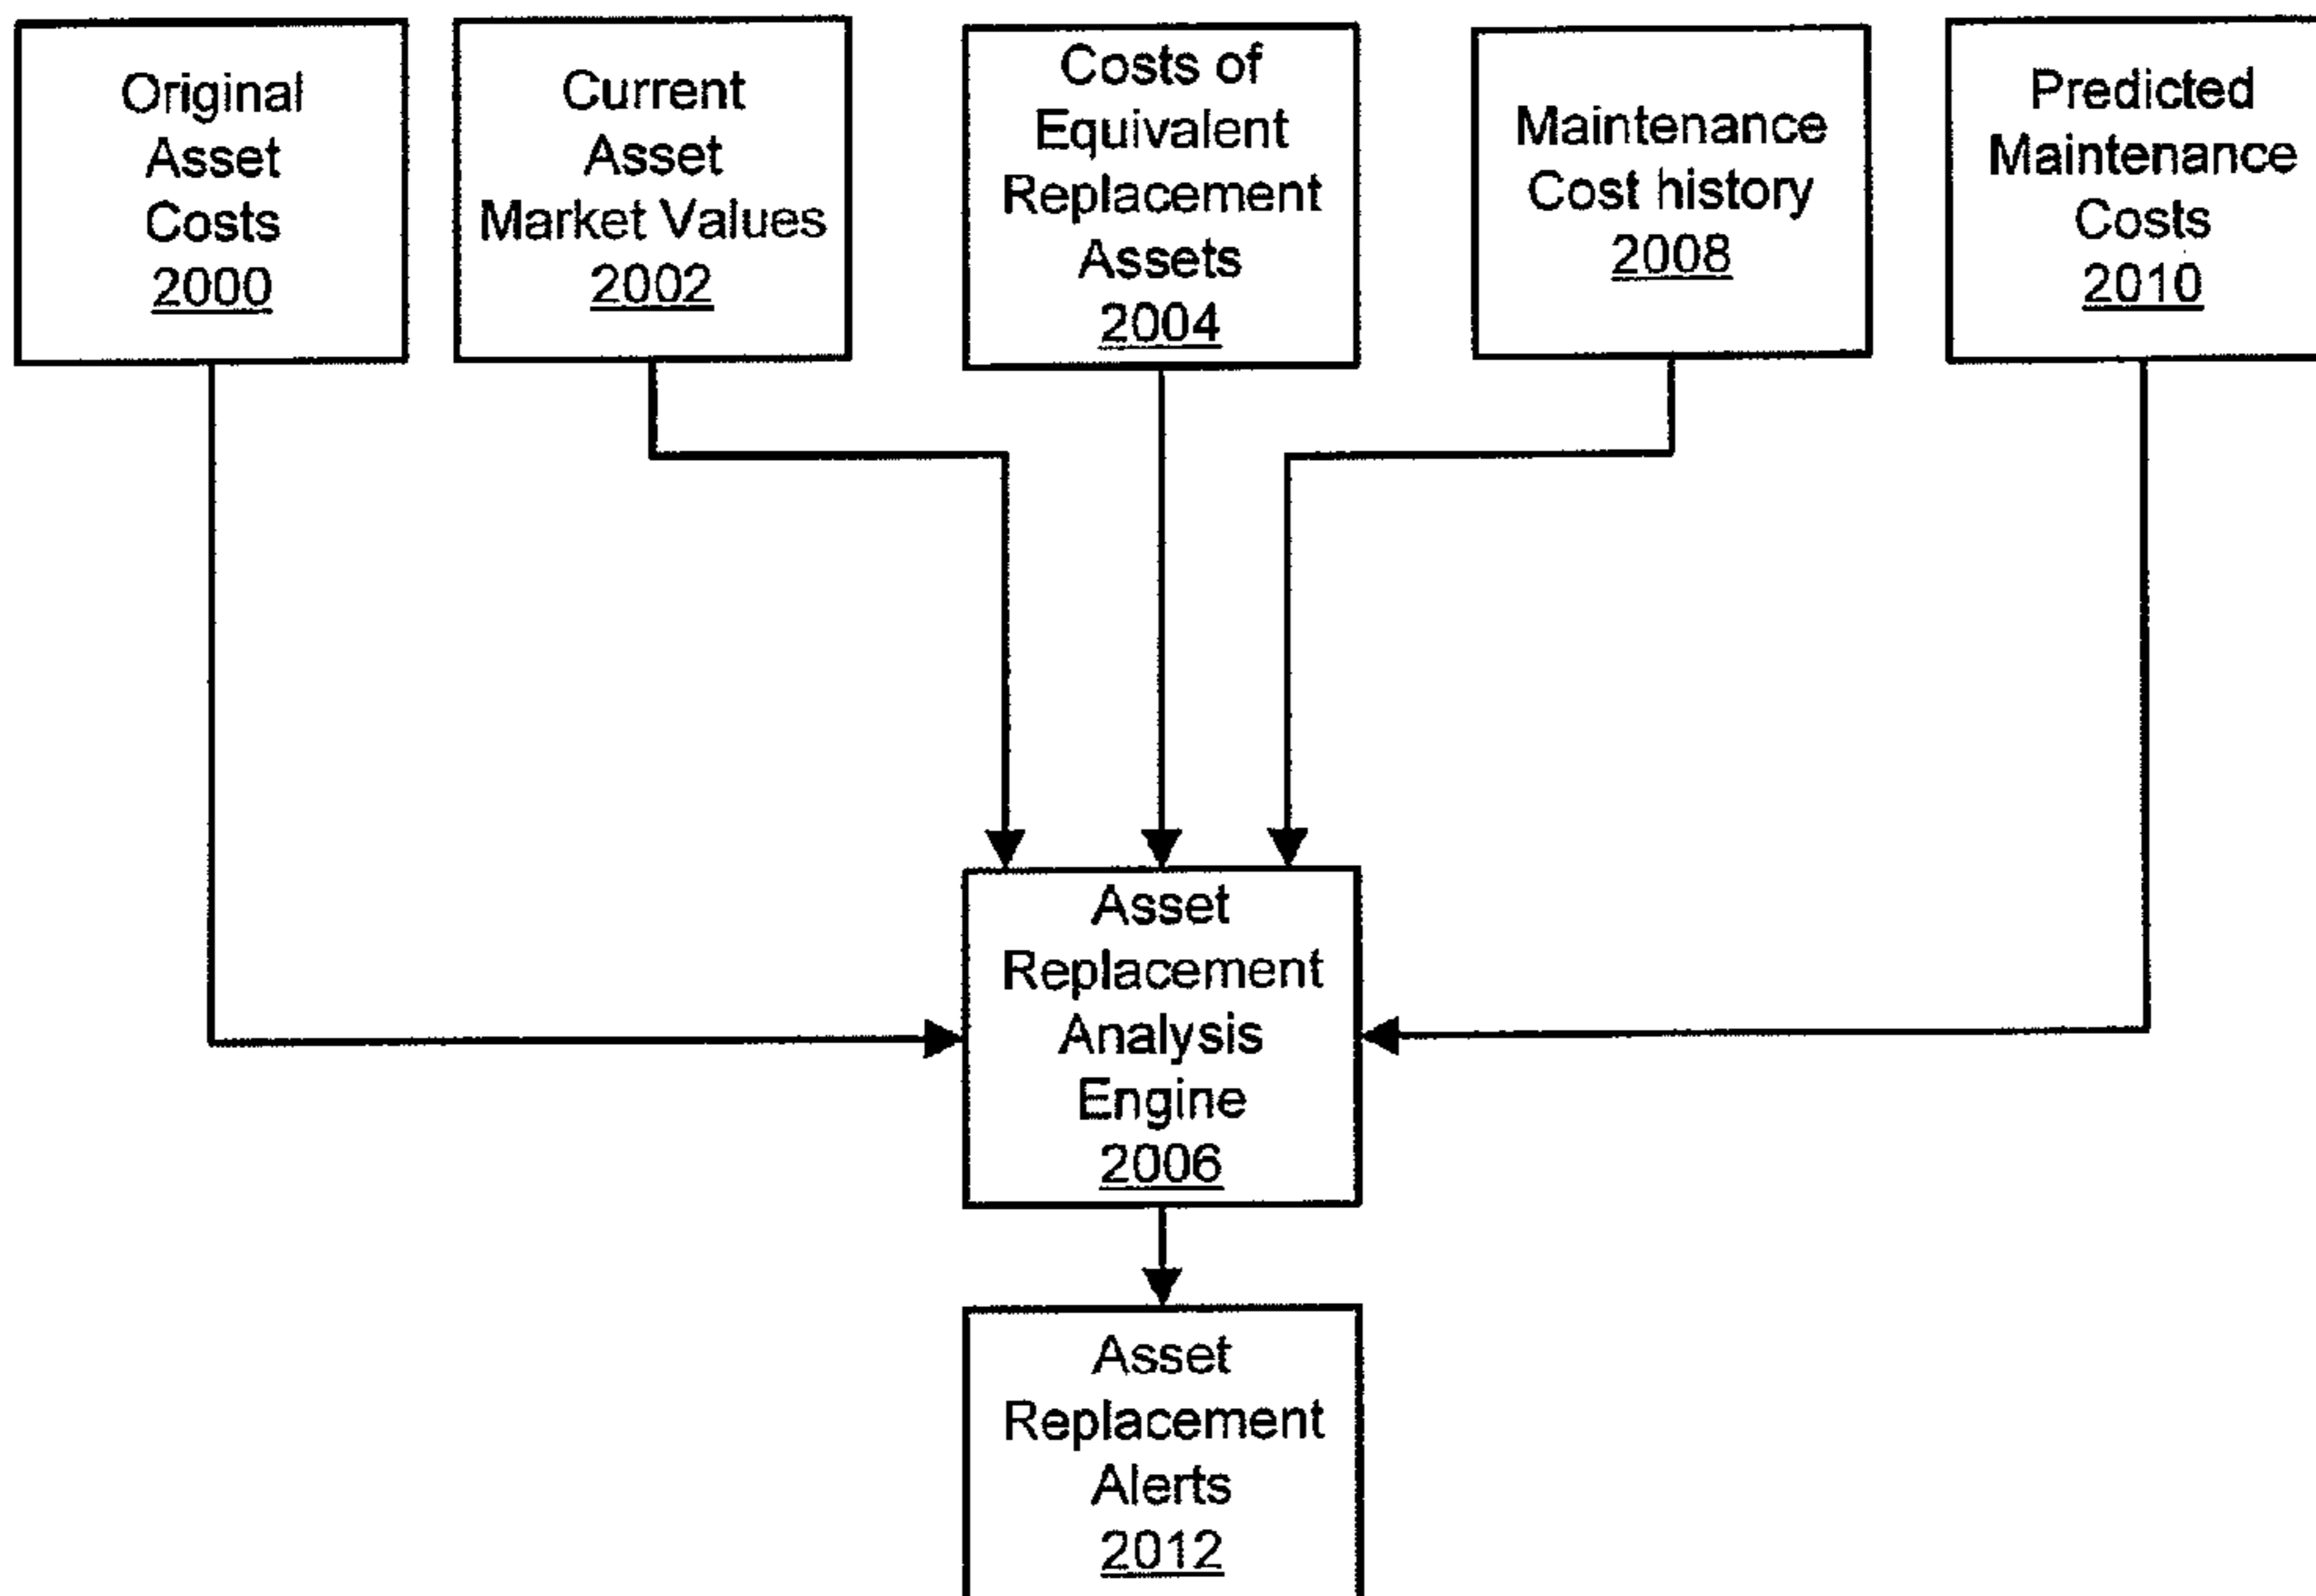 Original
Asset
Costs
2000
Current
Asset
Market Values
2002
Costs of
Equivalent
Replacement
Assets
2004
Maintenance
Cost history
2008
Predicted
Maintenance
Costs
2010
Asset
Replacement
Analysis
Engine
2006
Asset
Replacement
Alerts
2012